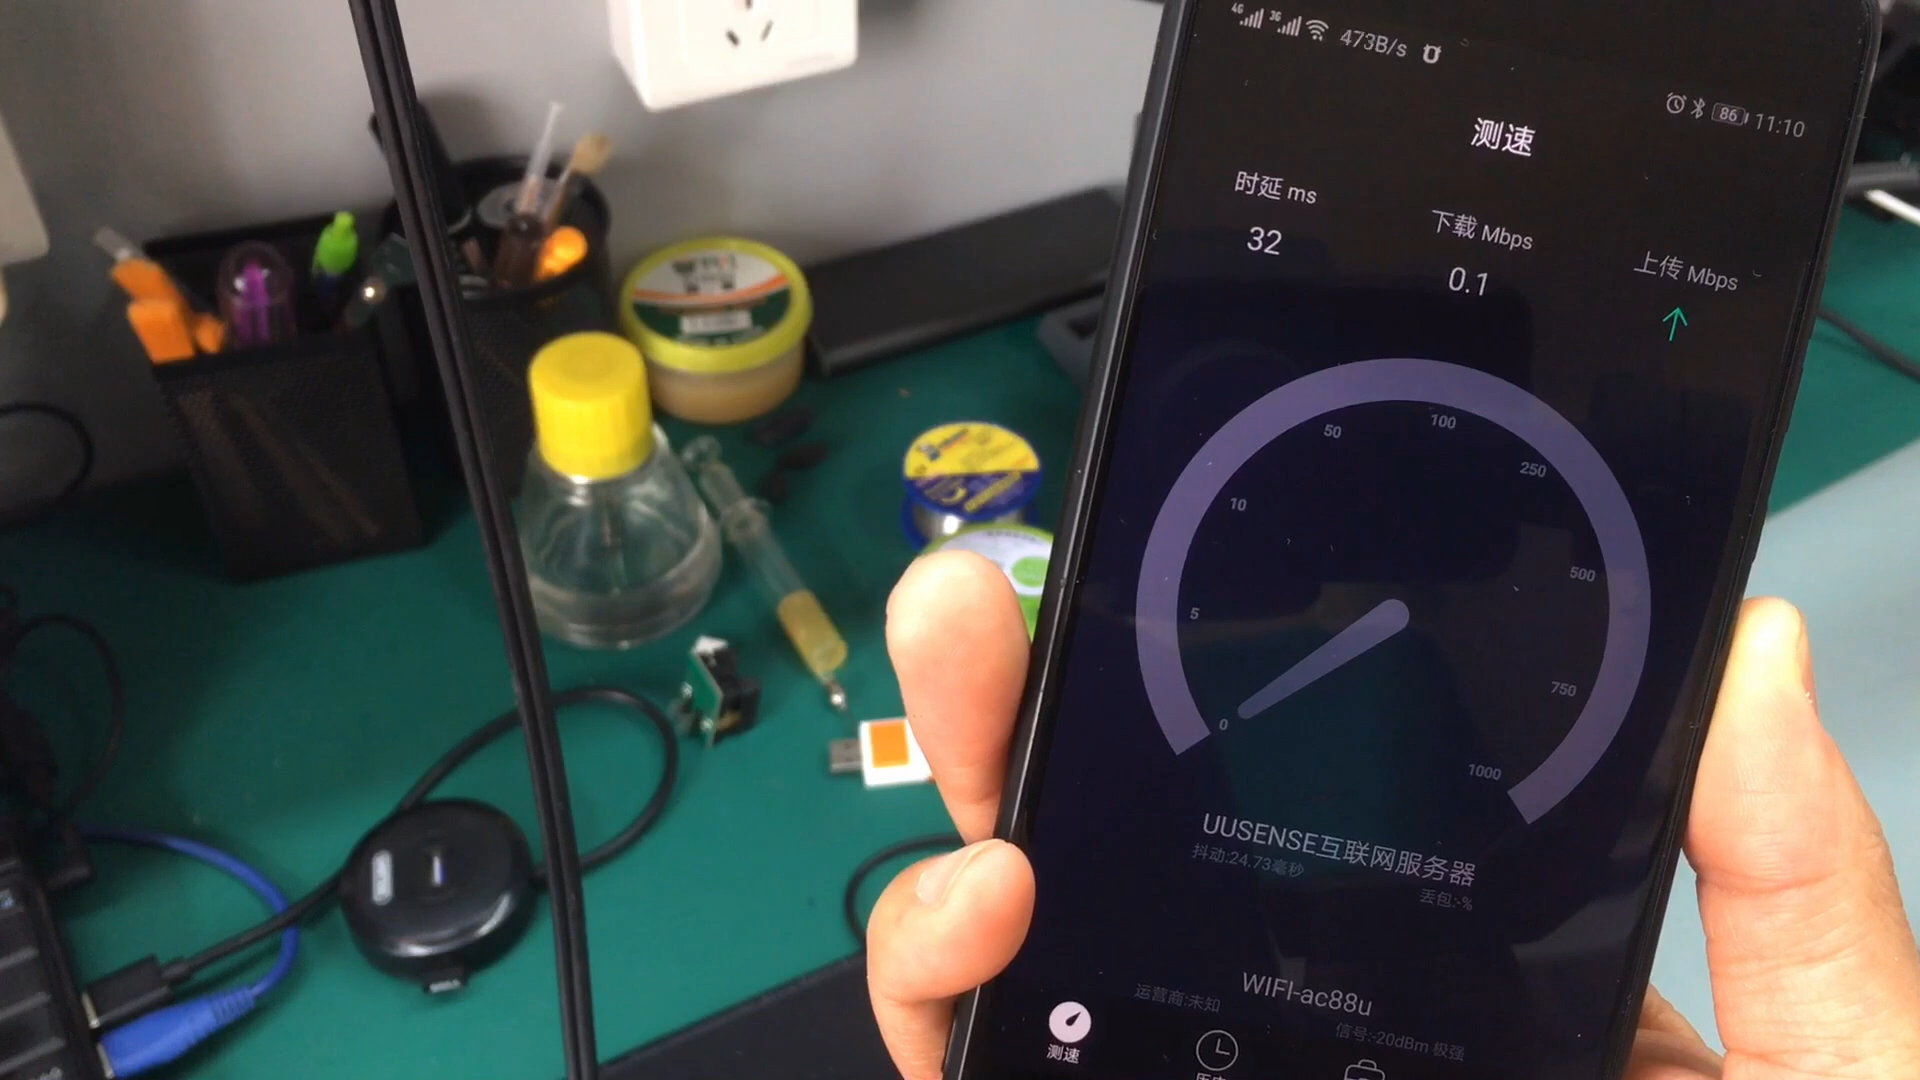 4G 3G 473B/s
86 11:10
测速
时延 ms
32
下载 Mbps
0.1
上传 Mbps
0
5
10
50
100
250
500
750
1000
UUSENSE互联网服务器
抖动:24.73毫秒
丢包:-%
WIFI-ac88u
运营商:未知
信号:-20dBm 极强
测速